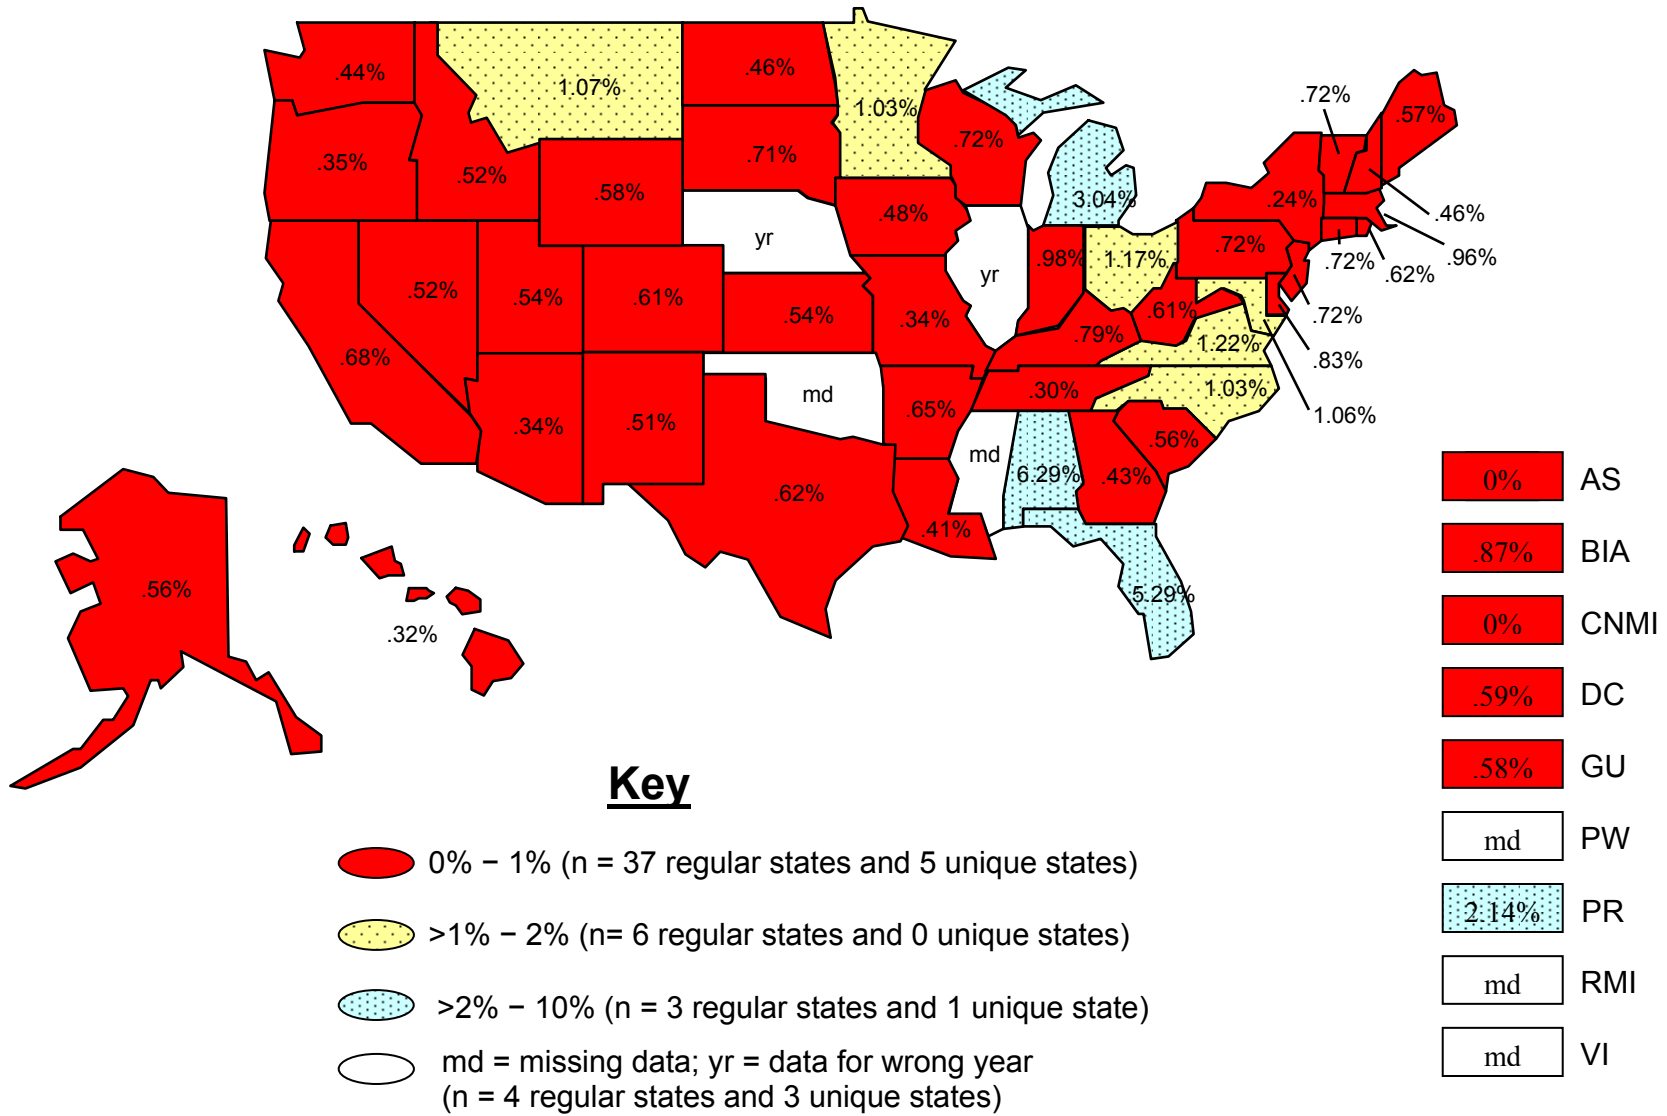 .44%
1.07%
.46%
1.03%
.72%
.57%
.35%
.52%
.58%
.71%
.72%
3.04%
.24%
.46%
.48%
yr
.72%
.96%
.72%
.62%
.98%
1.17%
yr
.52%
.54%
.61%
.54%
.34%
.61%
.72%
.79%
1.22%
.83%
.68%
md
.30%
1.03%
1.06%
.34%
.51%
.65%
.56%
md
6.29%
.43%
.62%
.41%
5.29%
.56%
.32%
0% AS
.87% BIA
0% CNMI
.59% DC
.58% GU
md PW
2.14% PR
md RMI
md VI
Key
0% − 1% (n = 37 regular states and 5 unique states)
>1% − 2% (n= 6 regular states and 0 unique states)
>2% − 10% (n = 3 regular states and 1 unique state)
md = missing data; yr = data for wrong year
(n = 4 regular states and 3 unique states)